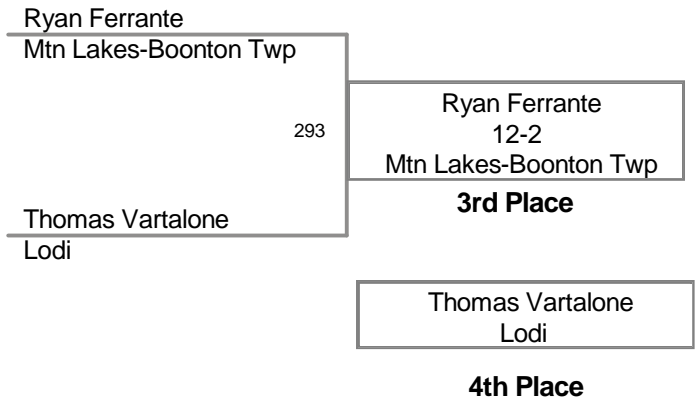 Ryan Ferrante
Mtn Lakes-Boonton Twp
293
Ryan Ferrante
12-2
Mtn Lakes-Boonton Twp
3rd Place
Thomas Vartalone
Lodi
Thomas Vartalone
Lodi
4th Place